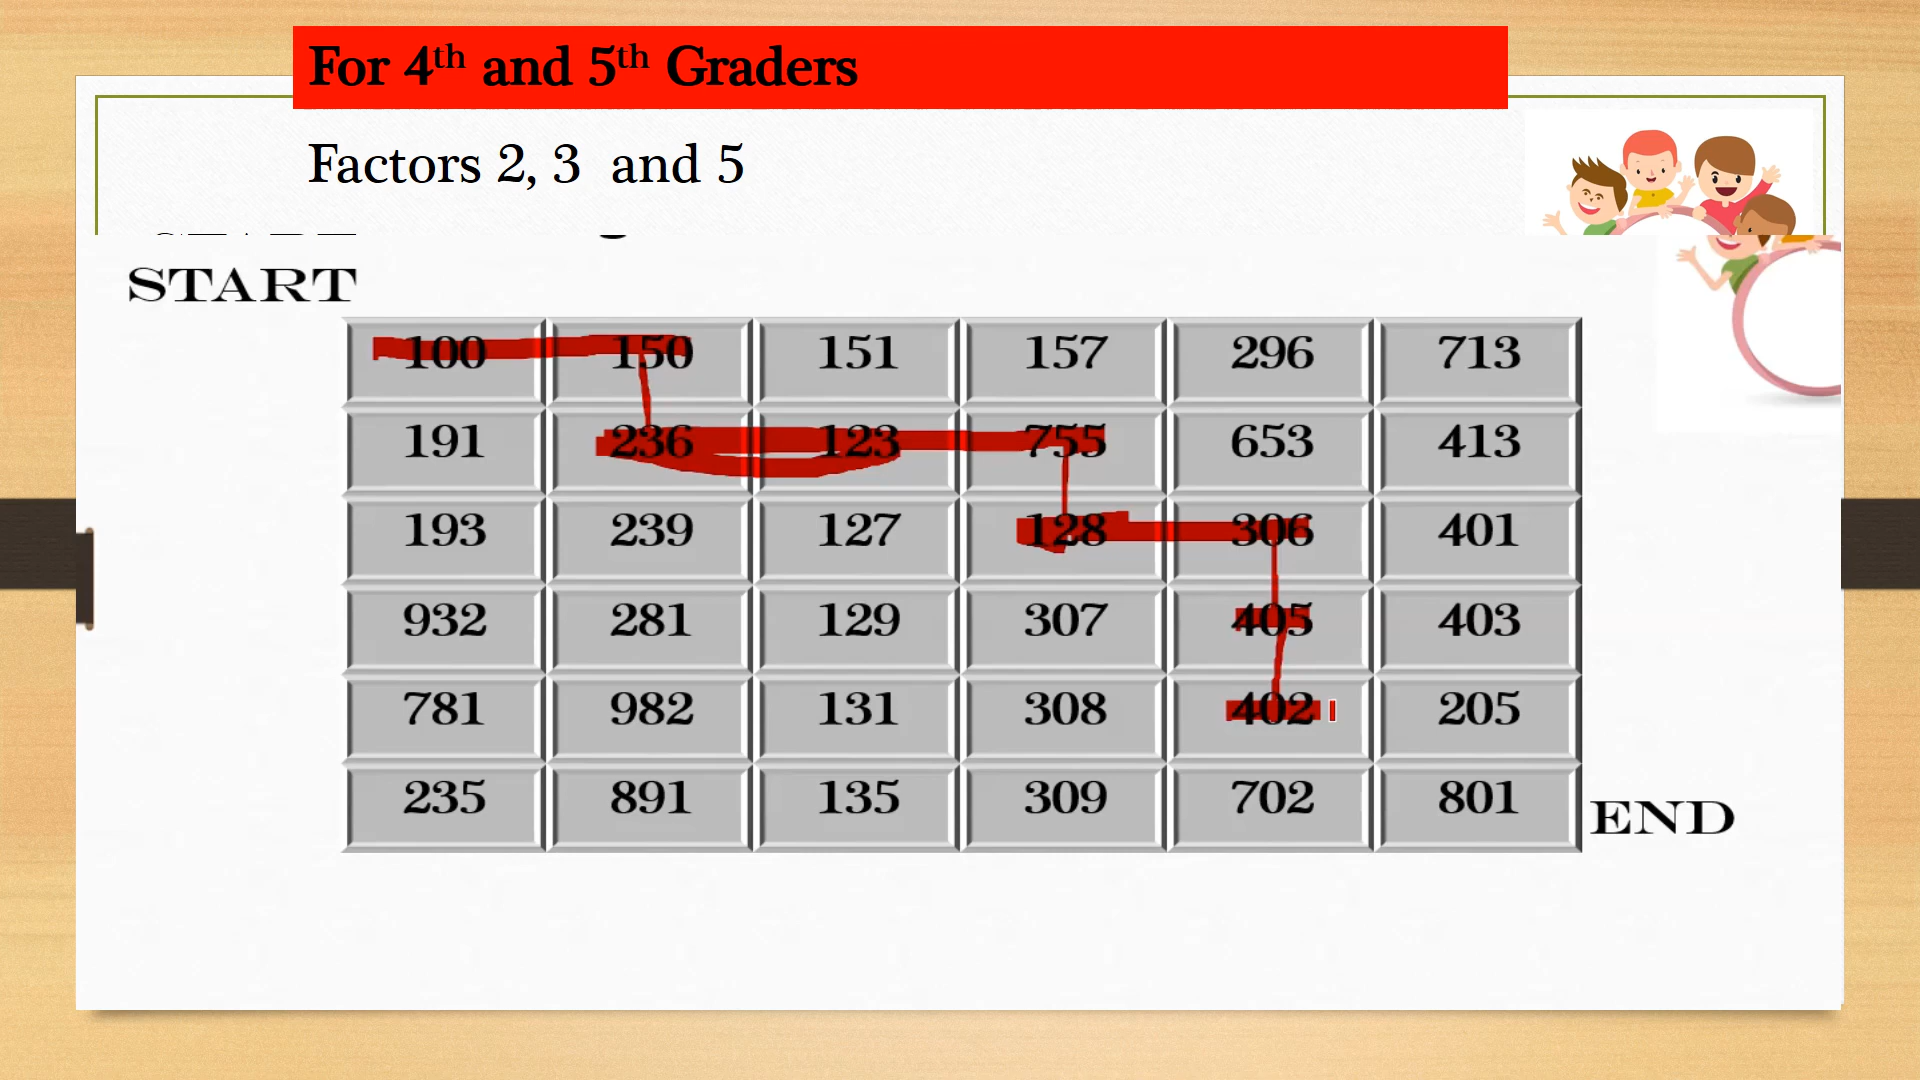 For 4th and 5th Graders
Factors 2, 3 and 5
START
100 150 151 157 296 713
191 236 123 755 653 413
193 239 127 128 306 401
932 281 129 307 405 403
781 982 131 308 402 205
235 891 135 309 702 801
END